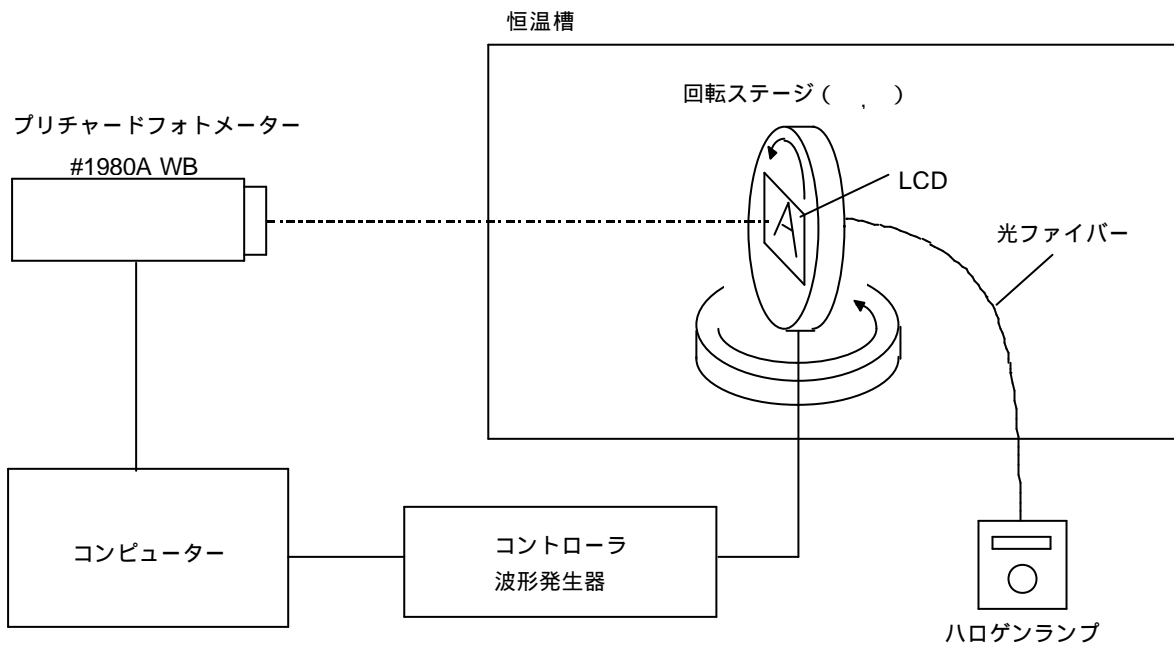 恒温槽
回転ステージ（ , ）
プリチャードフォトメーター
#1980A WB
LCD
A
光ファイバー
コンピューター
コントローラ
波形発生器
ハロゲンランプ